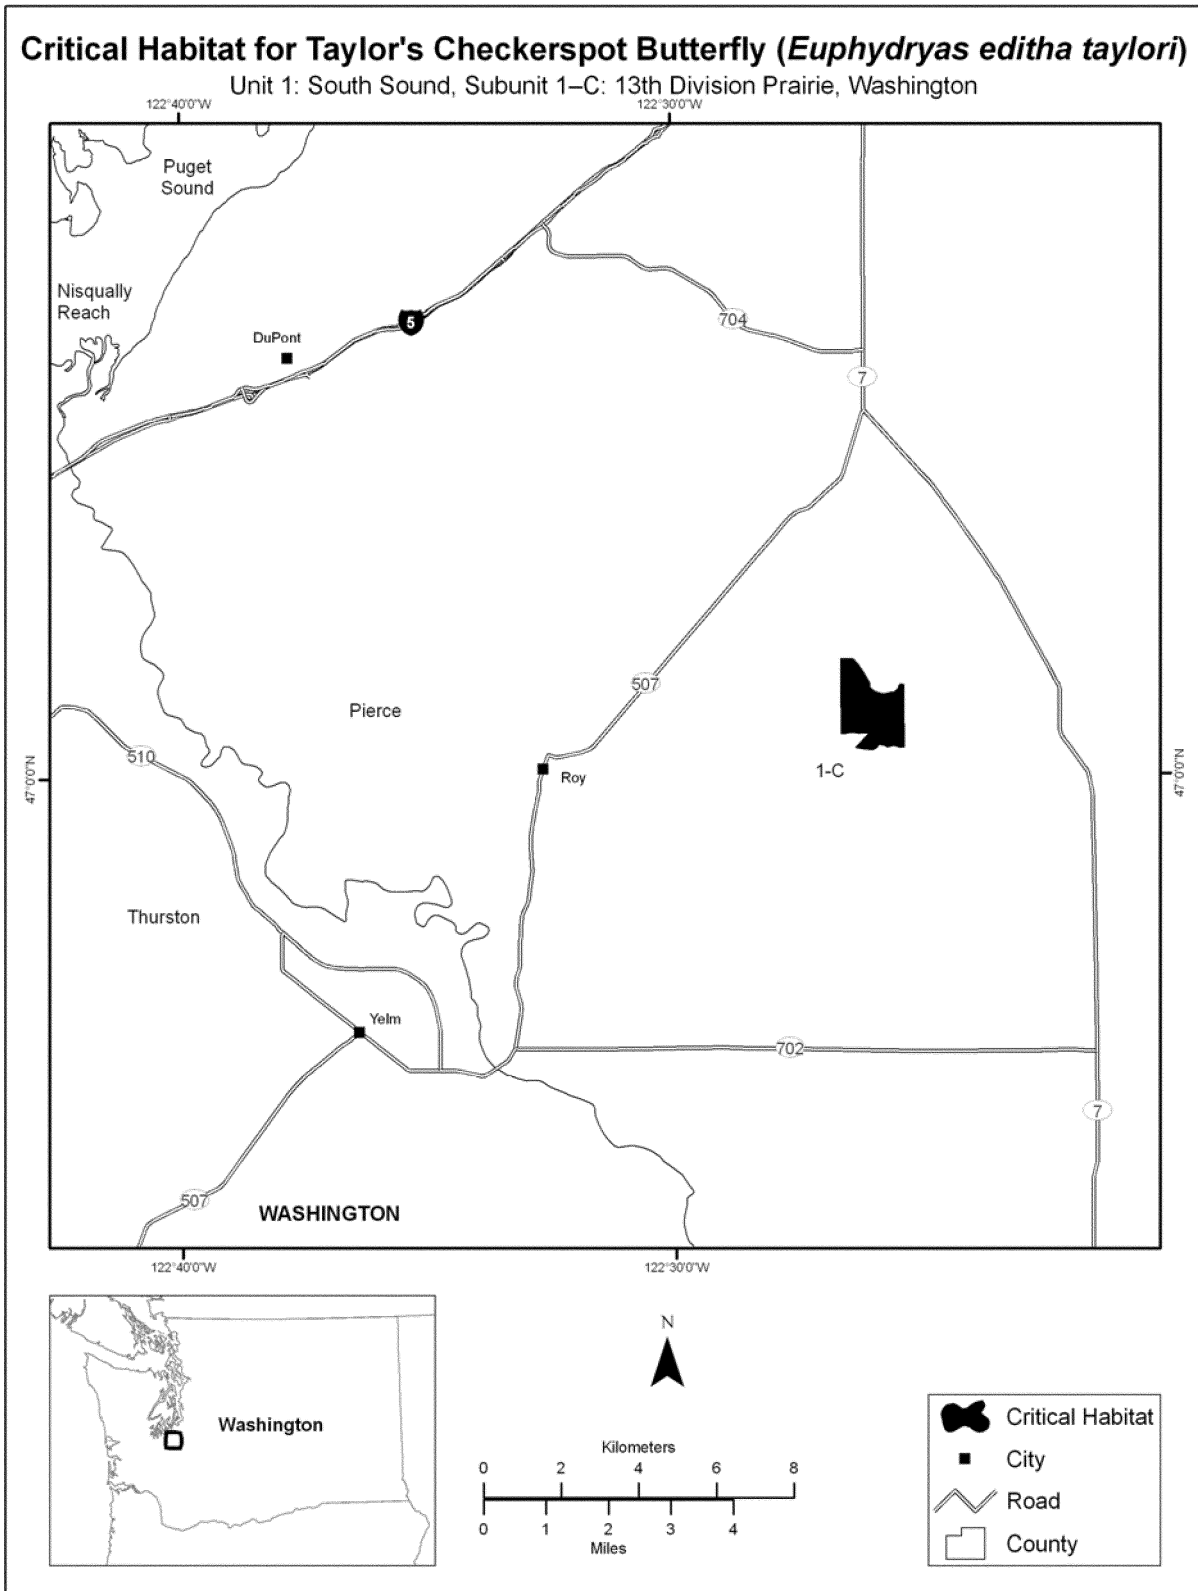 Critical Habitat for Taylor's Checkerspot Butterfly (Euphydryas editha taylori)
Unit 1: South Sound, Subunit 1–C: 13th Division Prairie, Washington
122°40'0"W
122°30'0"W
Puget
Sound
Nisqually
Reach
DuPont
5
704
7
507
Pierce
510
1-C
Roy
47°0'0"N
47°0'0"N
Thurston
Yelm
702
7
507
WASHINGTON
122°40'0"W
122°30'0"W
Washington
N
Kilometers
0 2 4 6 8
0 1 2 3 4
Miles
Critical Habitat
City
Road
County